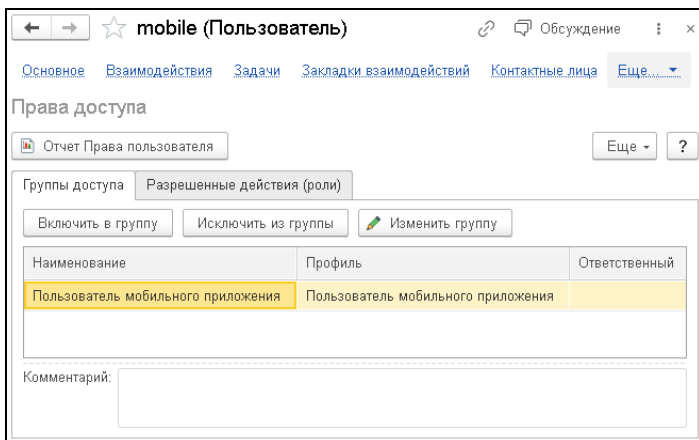 mobile (Пользователь) Обсуждение
Основное Взаимодействия Задачи Закладки взаимодействий Контактные лица Еще...
Права доступа
Отчет Права пользователя Еще ?
Группы доступа Разрешенные действия (роли)
Включить в группу Исключить из группы Изменить группу
Наименование Профиль Ответственный
Пользователь мобильного приложения Пользователь мобильного приложения
Комментарий: